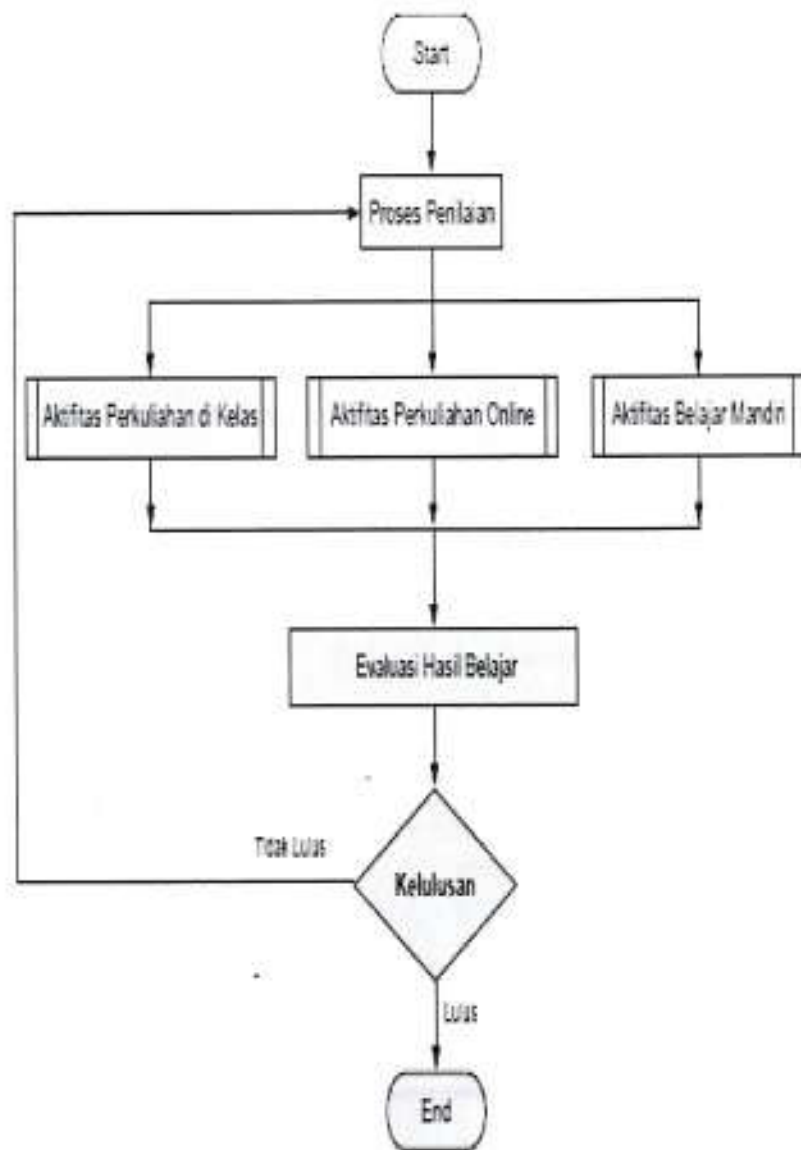 Start
Proses Penilaian
Aktifitas Perkuliahan di Kelas
Aktifitas Perkuliahan Online
Aktifitas Belajar Mandiri
Evaluasi Hasil Belajar
Tidak Lulus
Kelulusan
Lulus
End